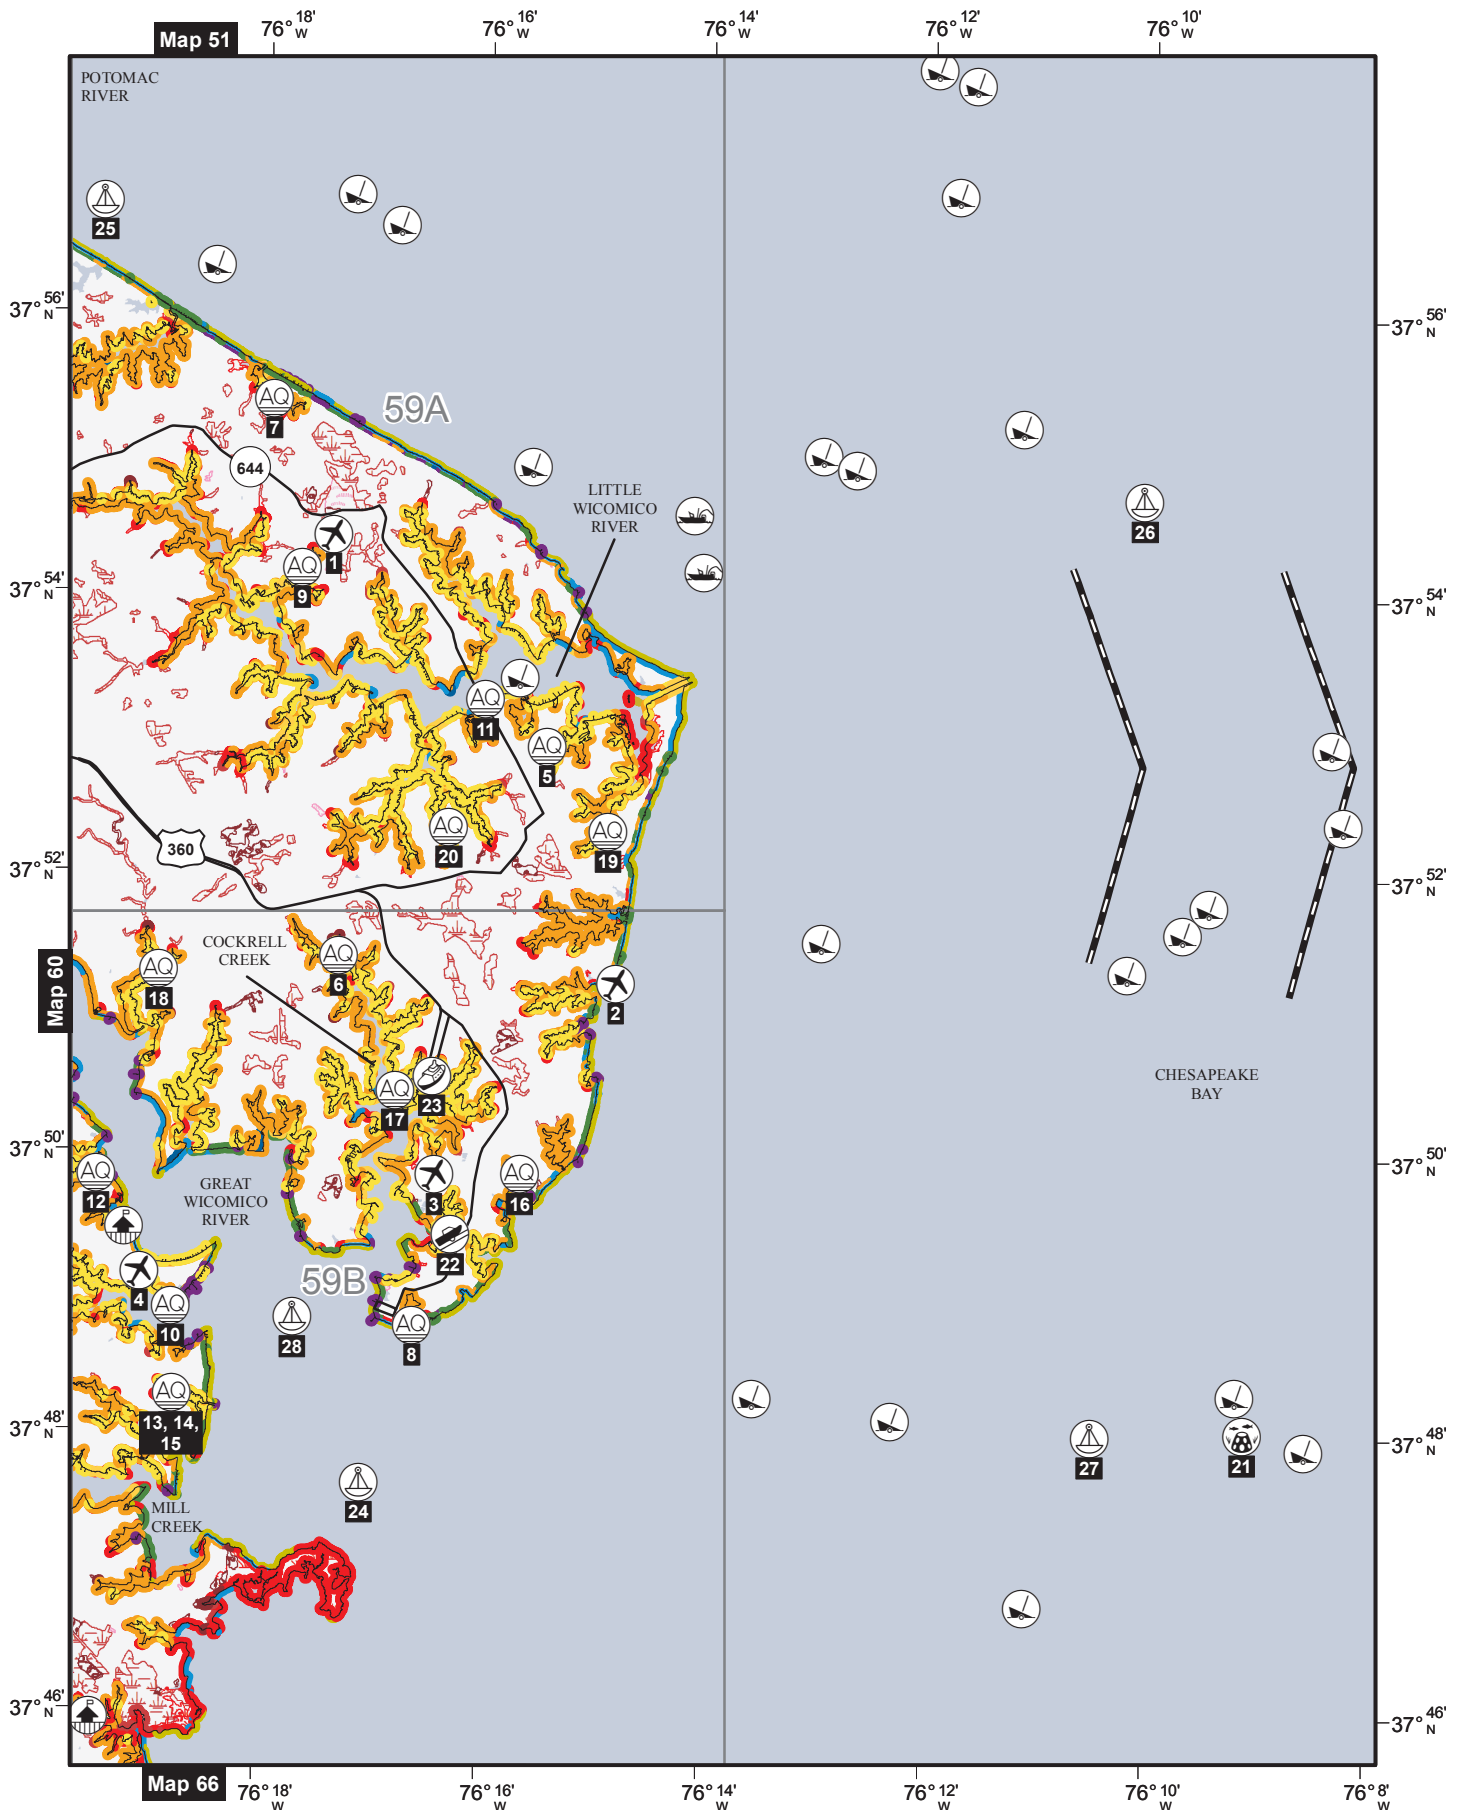 Map 51
76° 18' W
76° 16' W
76° 14' W
76° 12' W
76° 10' W
POTOMAC
RIVER
25
37° 56' N
37° 56' N
AQ
7
59A
644
LITTLE
WICOMICO
RIVER
26
1
AQ
9
37° 54' N
37° 54' N
AQ
11
AQ
5
360
AQ
20
AQ
19
37° 52' N
37° 52' N
Map 60
COCKRELL
CREEK
AQ
6
AQ
18
2
CHESAPEAKE
BAY
AQ
17
23
37° 50' N
37° 50' N
AQ
12
GREAT
WICOMICO
RIVER
3
AQ
16
22
4
59B
AQ
10
28
AQ
8
AQ
13, 14,
15
37° 48' N
37° 48' N
27
21
24
MILL
CREEK
37° 46' N
37° 46' N
Map 66
76° 18' W
76° 16' W
76° 14' W
76° 12' W
76° 10' W
76° 8' W